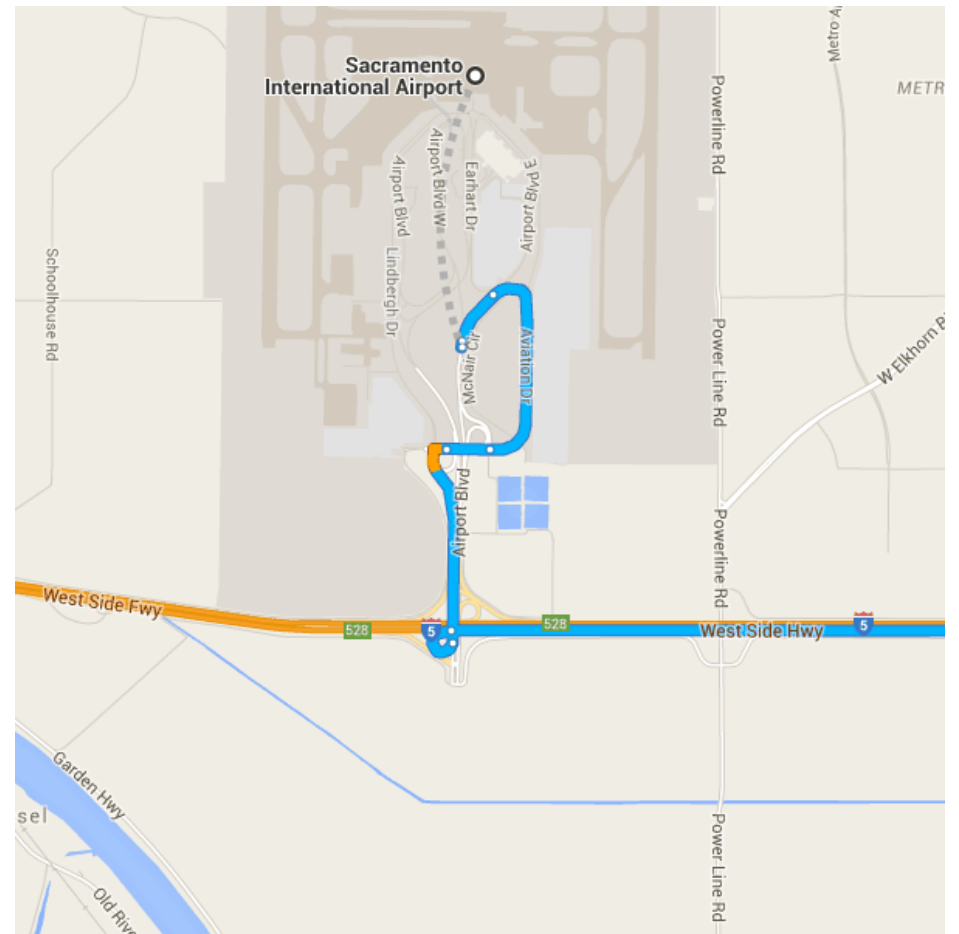 Sacramento
International Airport
Metro A
METR
Powerline Rd
Airport Blvd W
Earhart Dr
Airport Blvd E
Airport Blvd
Lindbergh Dr
Schoolhouse Rd
McNair Cir
Aviation Dr
Power Line Rd
W Elkhorn B
Airport Blvd
Powerline Rd
West Side Fwy
528
5
528
West Side Hwy
5
Garden Hwy
sel
Old Rive
Power Line Rd